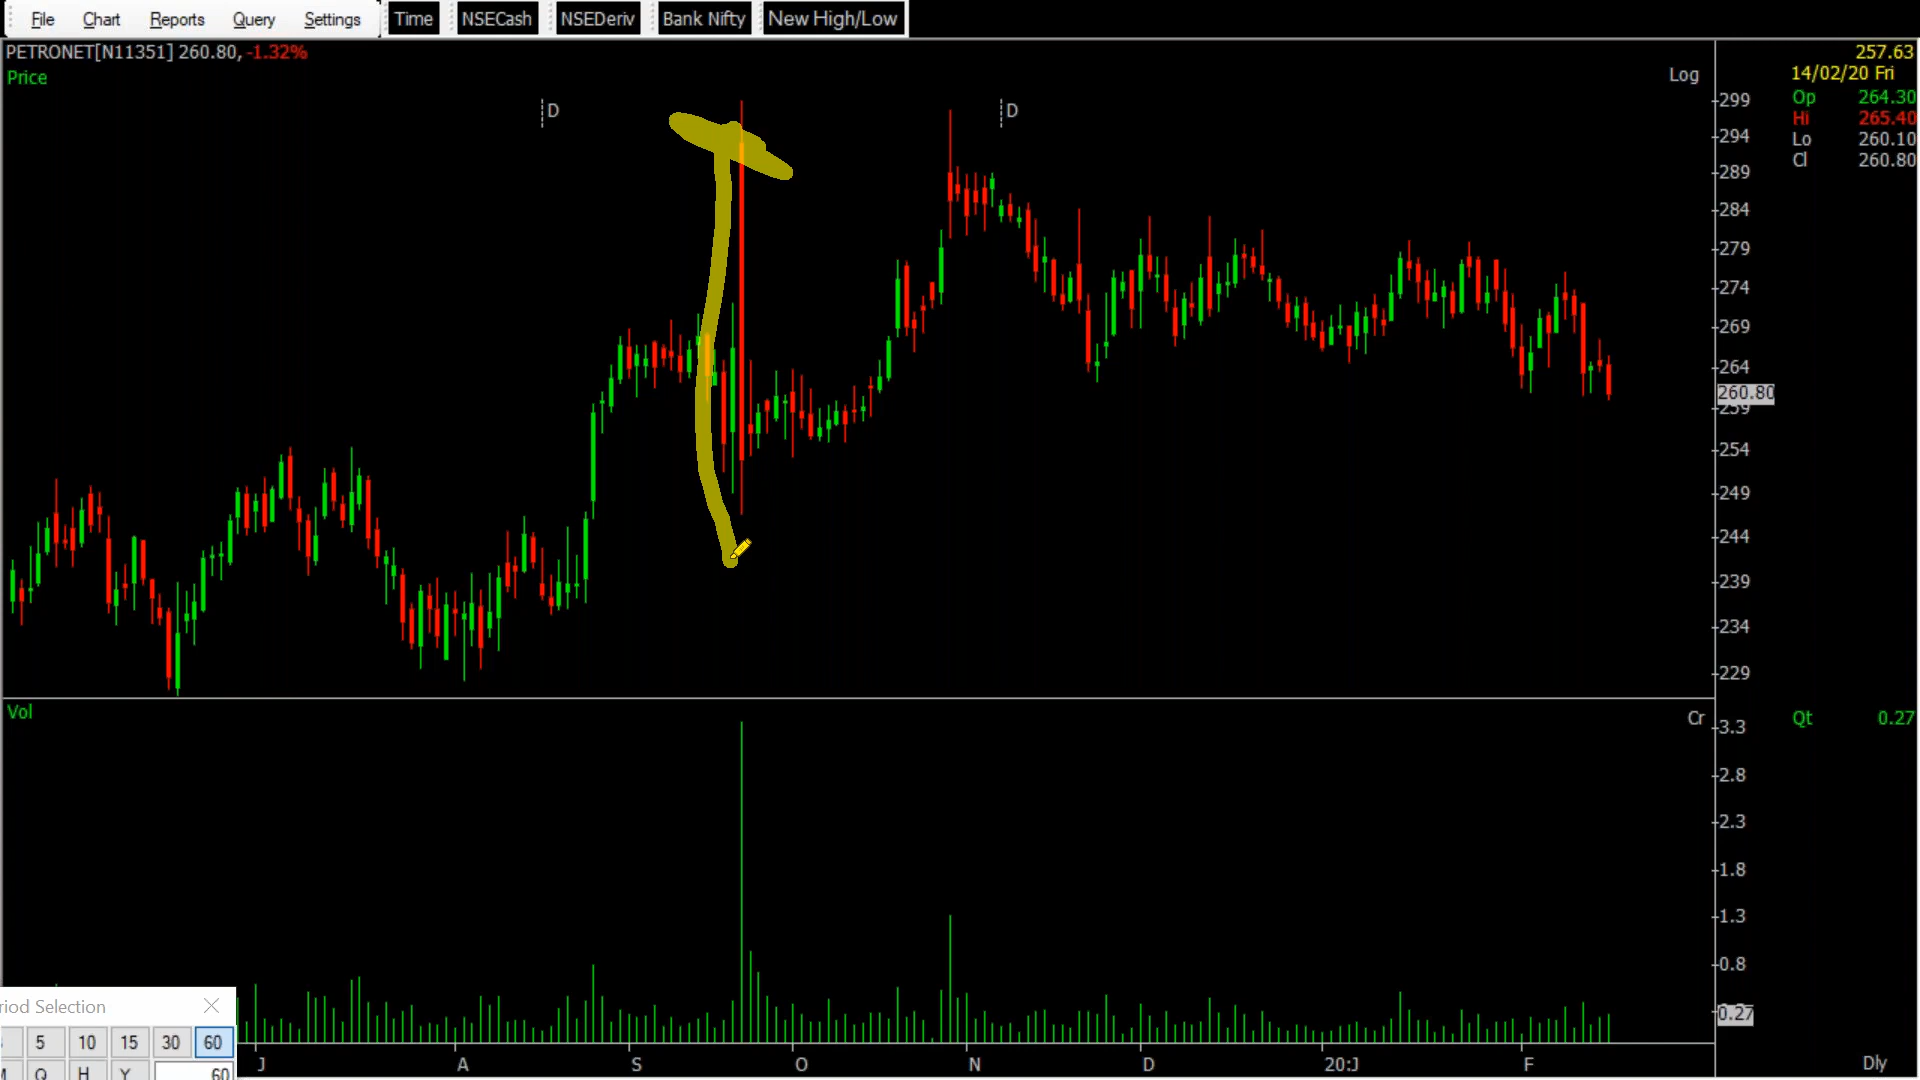 File Chart Reports Query Settings Time NSECash NSEDeriv Bank Nifty New High/Low
PETRONET[N11351] 260.80, -1.32%
Price
Log
D
D
299
294
289
284
279
274
269
264
260.80
259
254
249
244
239
234
229
257.63
14/02/20 Fri
Op 264.30
Hi 265.40
Lo 260.10
Cl 260.80
Vol
Cr
3.3
2.8
2.3
1.8
1.3
0.8
0.27
Qt 0.27
riod Selection
5 10 15 30 60
Q H Y 60
J A S O N D 20:J F
Dly